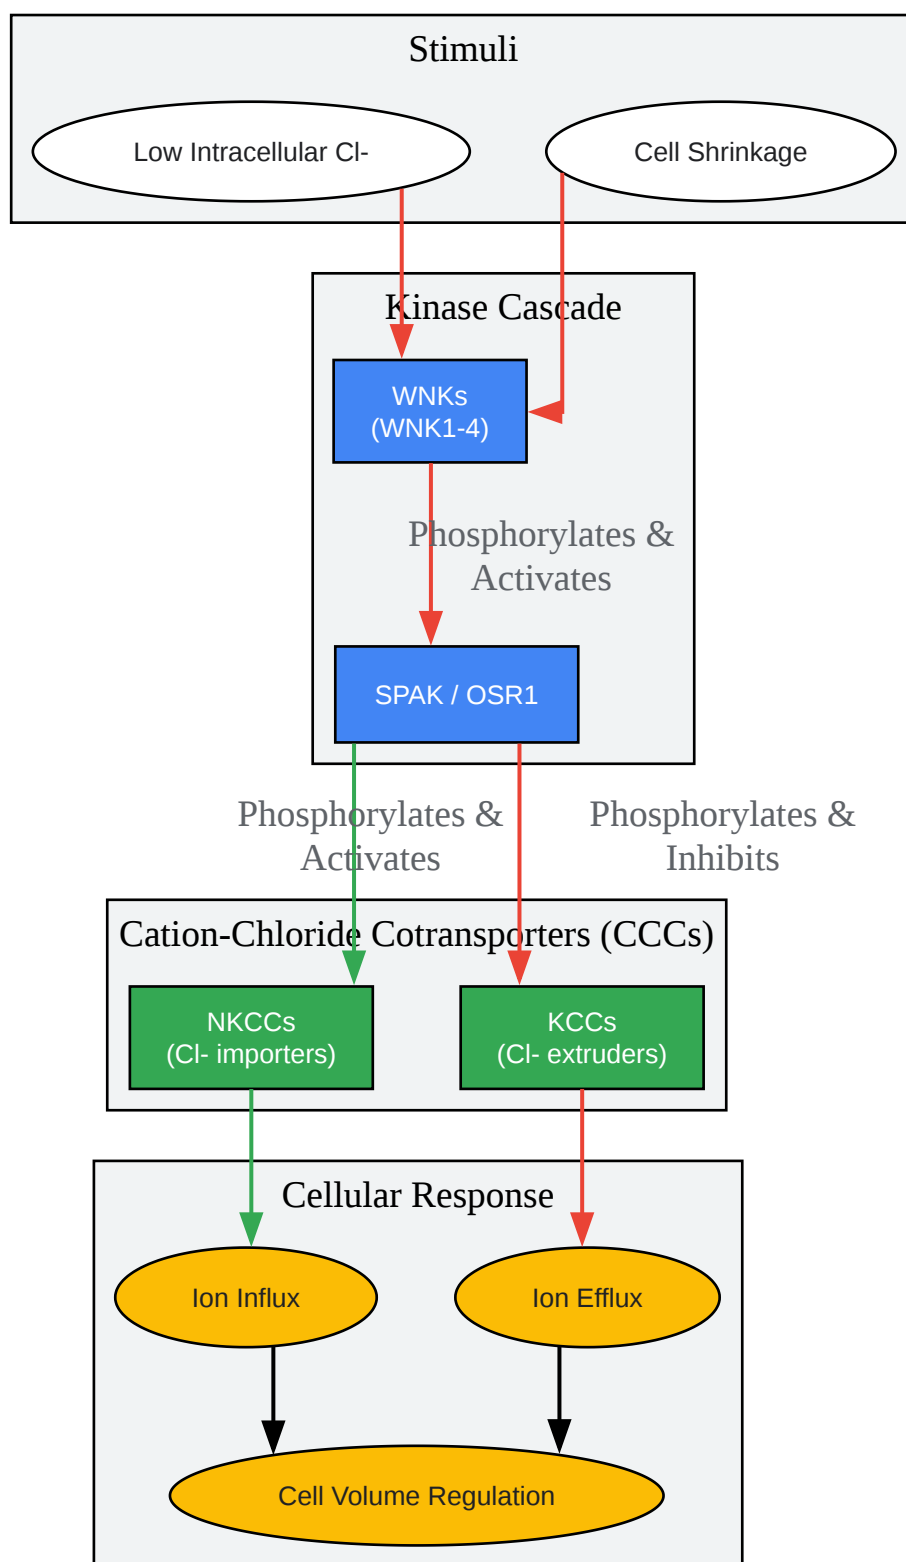 Stimuli
Low Intracellular Cl-
Cell Shrinkage
Kinase Cascade
WNKs
(WNK1-4)
Phosphorylates &
Activates
SPAK / OSR1
Phosphorylates &
Activates
Phosphorylates &
Inhibits
Cation-Chloride Cotransporters (CCCs)
NKCCs
(Cl- importers)
KCCs
(Cl- extruders)
Cellular Response
Ion Influx
Ion Efflux
Cell Volume Regulation